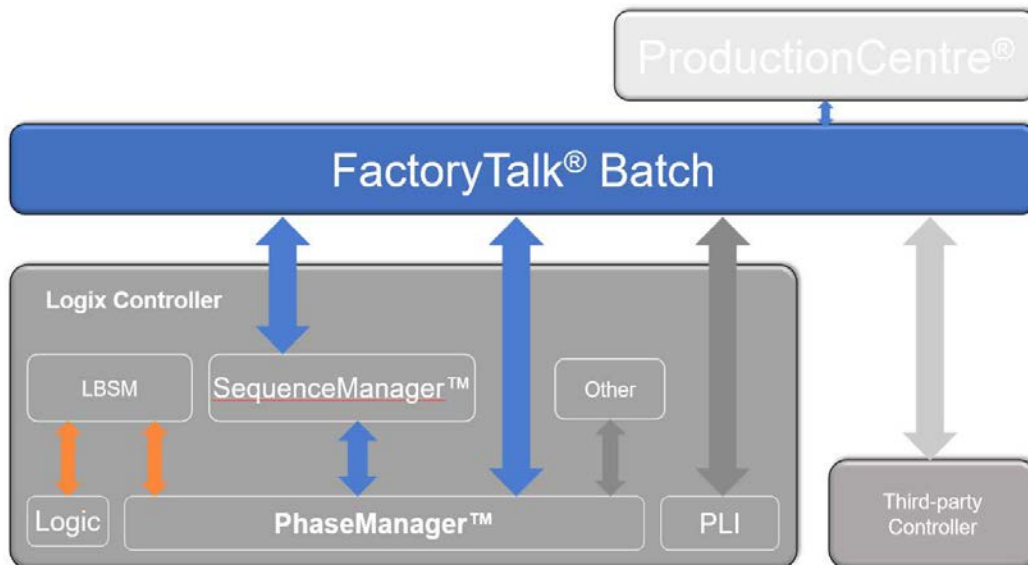 ProductionCentre®
FactoryTalk® Batch
Logix Controller
LBSM
SequenceManager™
Other
Logic
PhaseManager™
PLI
Third-party
Controller